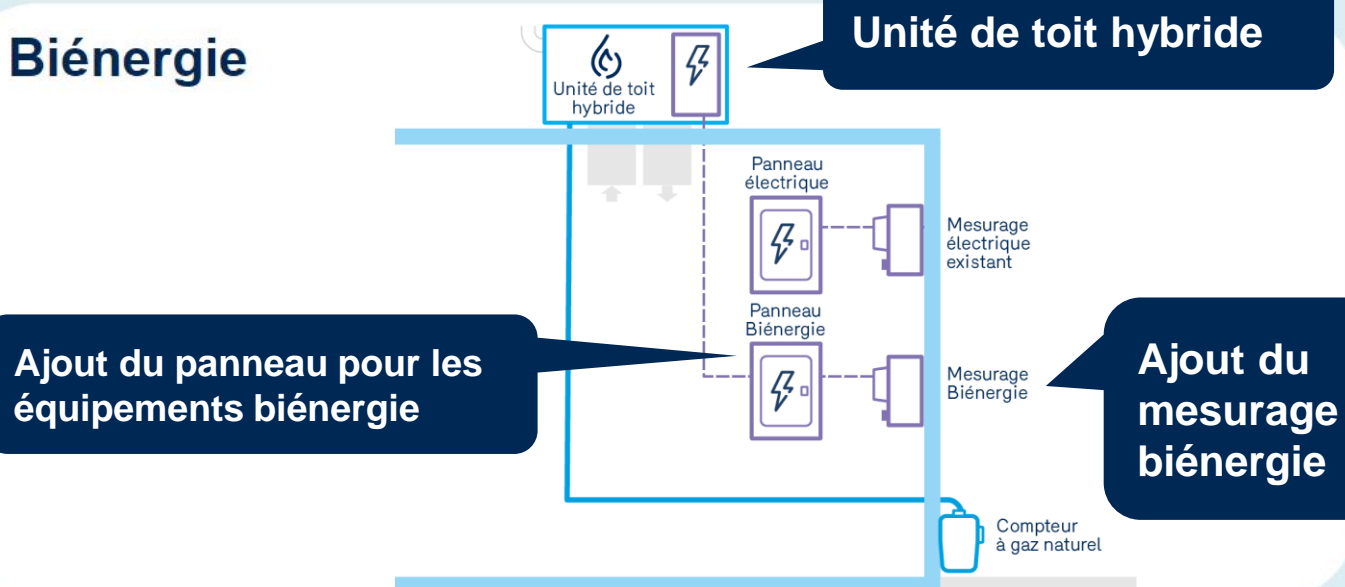 Biénergie
Unité de toit hybride
Unité de toit
hybride
Panneau
électrique
Mesurage
électrique
existant
Panneau
Biénergie
Ajout du panneau pour les
équipements biénergie
Mesurage
Biénergie
Ajout du
mesurage
biénergie
Compteur
à gaz naturel